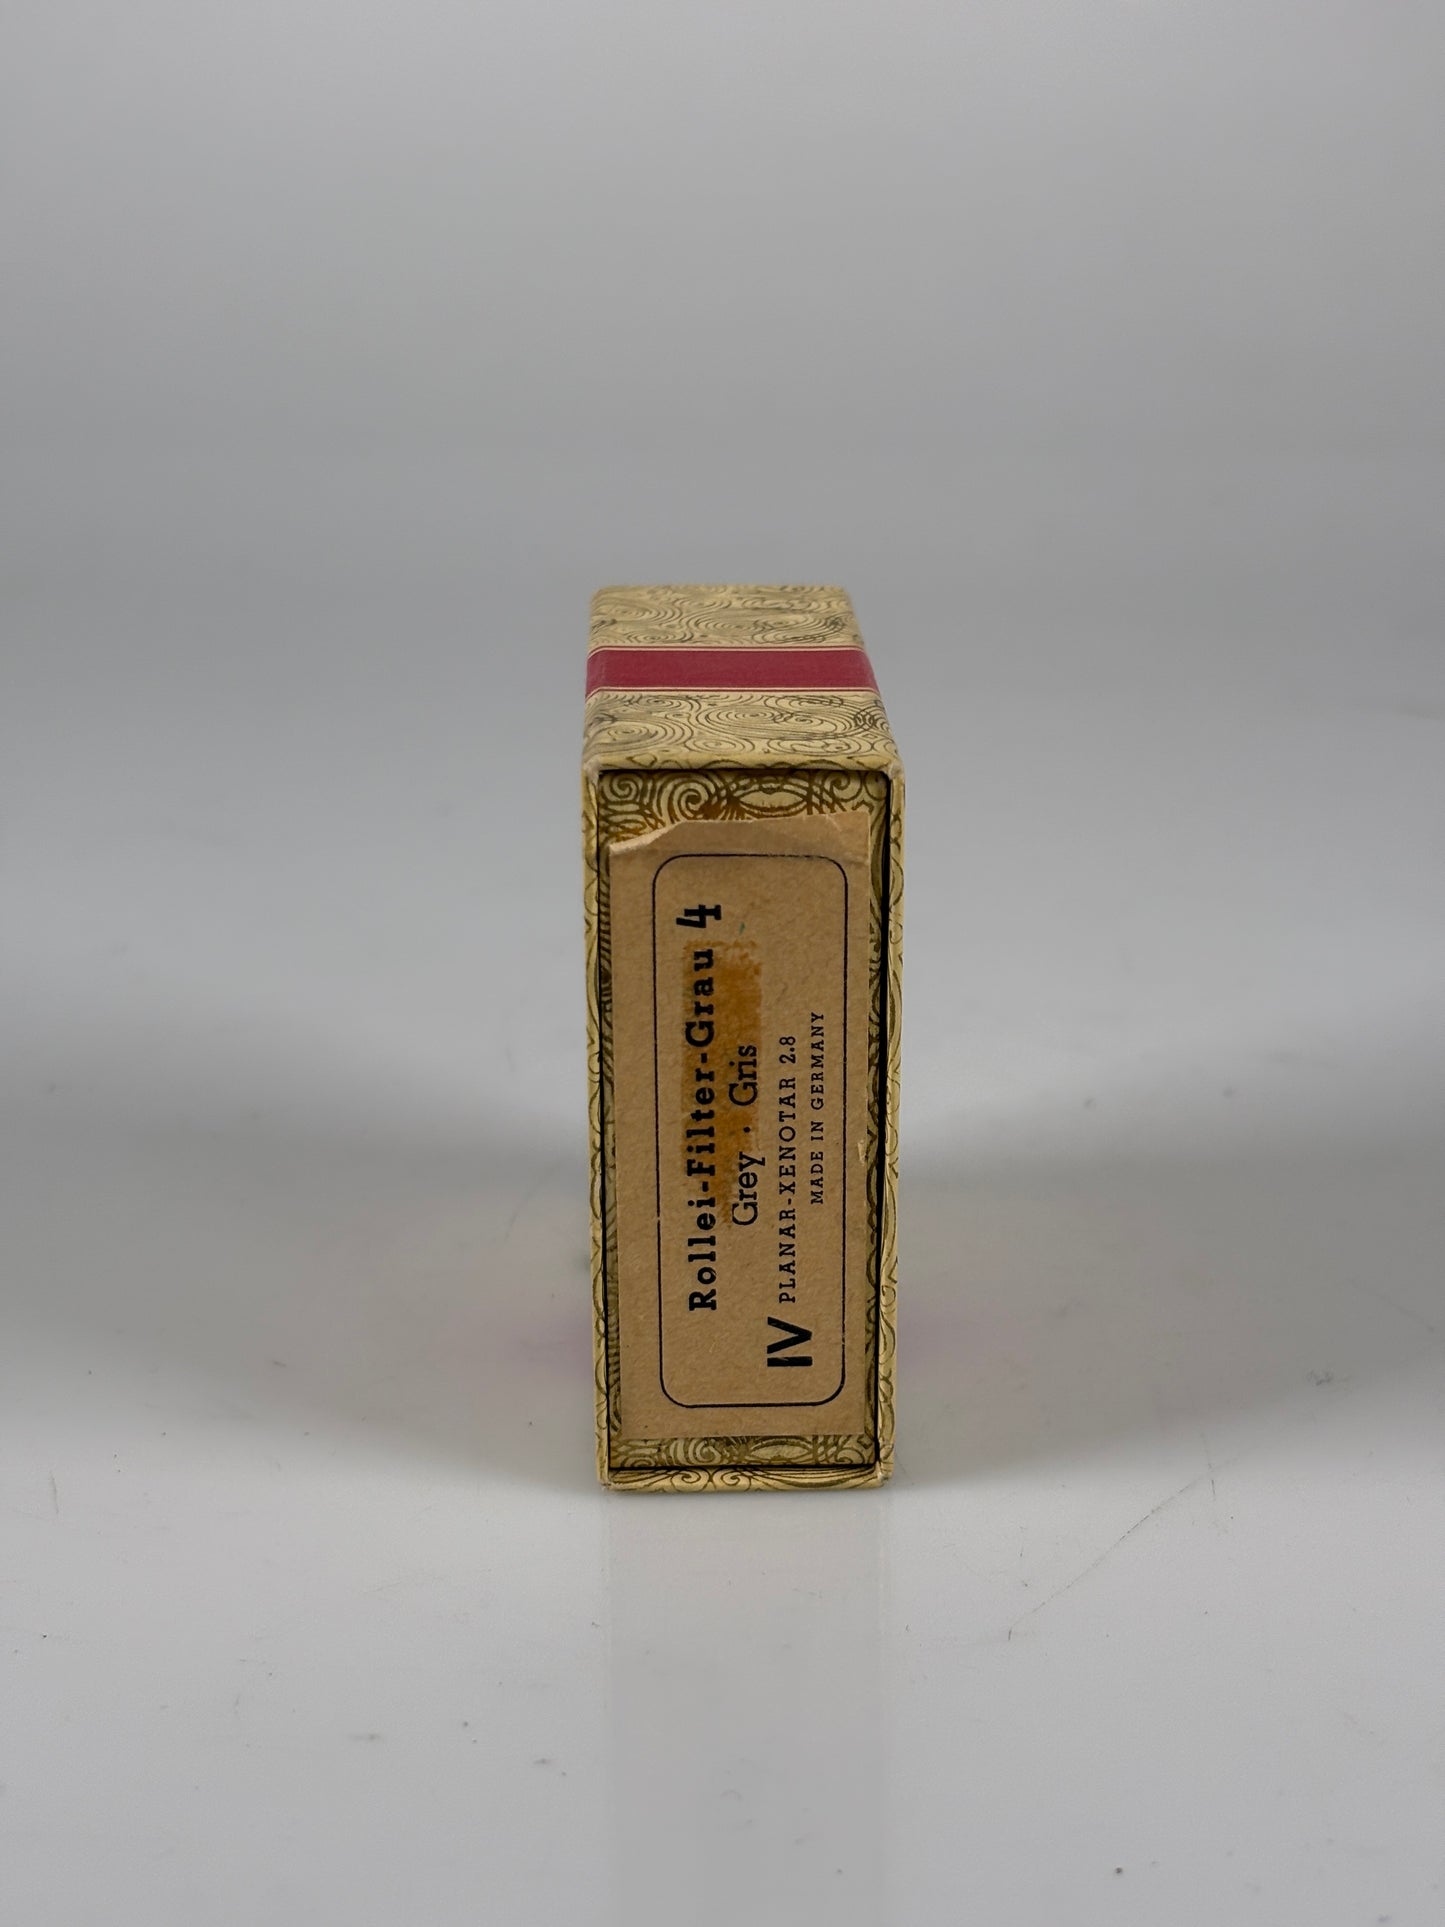 Rollei-Filter-Grau 4
Grey · Gris
IV PLANAR-XENOTAR 2.8
MADE IN GERMANY